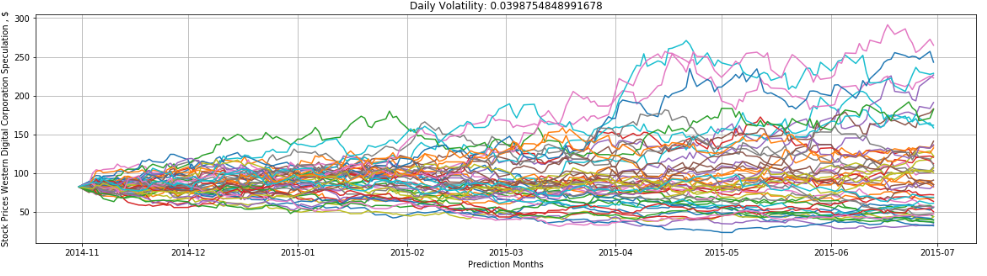 Daily Volatility: 0.0398754848991678
Stock Prices Western Digital Corporation Speculation , $
300
250
200
150
100
50
2014-11 2014-12 2015-01 2015-02 2015-03 2015-04 2015-05 2015-06 2015-07
Prediction Months